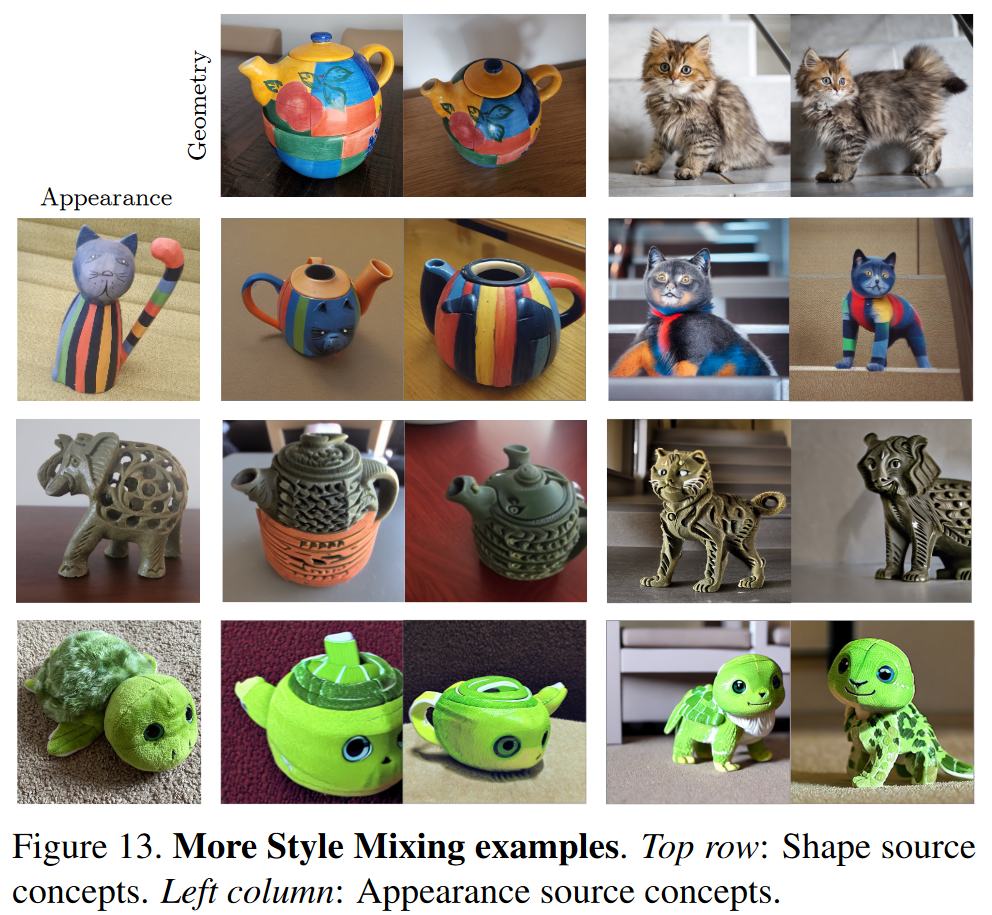 Geometry
Appearance
Figure 13. More Style Mixing examples. Top row: Shape source
concepts. Left column: Appearance source concepts.